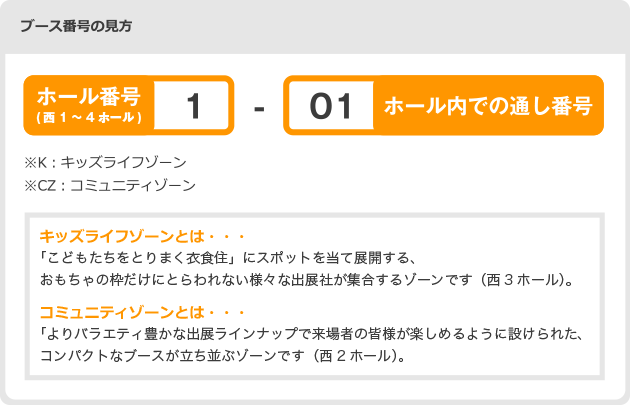 ブース番号の見方
ホール番号
(西1～4ホール)
1
-
01
ホール内での通し番号
※K：キッズライフゾーン
※CZ：コミュニティゾーン
キッズライフゾーンとは・・・
「こどもたちをとりまく衣食住」にスポットを当て展開する、
おもちゃの枠だけにとらわれない様々な出展社が集合するゾーンです（西3ホール）。
コミュニティゾーンとは・・・
「よりバラエティ豊かな出展ラインナップで来場者の皆様が楽しめるように設けられた、
コンパクトなブースが立ち並ぶゾーンです（西2ホール）。